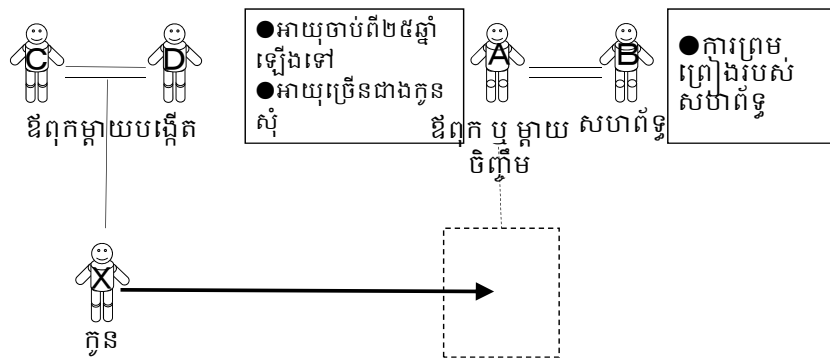 C
D
ឪពុកម្តាយបង្កើត
●អាយុចាប់ពី២៥ឆ្នាំ
ឡើងទៅ
●អាយុច្រើនជាងកូន
សុំ
A
B
ឪពុក ឬ ម្តាយ
ចិញ្ចឹម
សហព័ទ្ធ
●ការព្រម
ព្រៀងរបស់
សហព័ទ្ធ
X
កូន